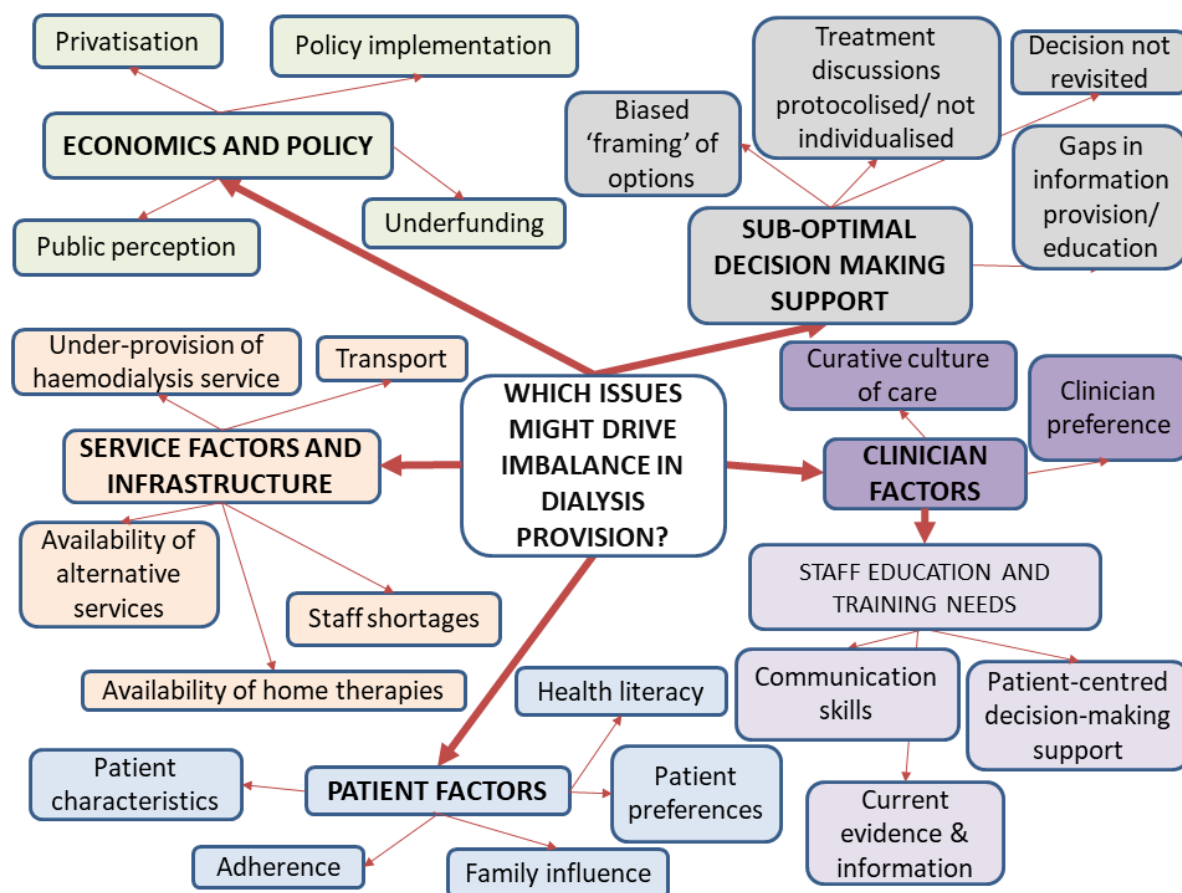 Privatisation
Policy implementation
ECONOMICS AND POLICY
Public perception
Underfunding
Treatment
discussions
protocolised/ not
individualised
Decision not
revisited
Biased
‘framing’ of
options
Gaps in
information
provision/
education
SUB-OPTIMAL
DECISION MAKING
SUPPORT
Under-provision of
haemodialysis service
Transport
SERVICE FACTORS AND
INFRASTRUCTURE
Availability of
alternative
services
Staff shortages
Availability of home therapies
WHICH ISSUES
MIGHT DRIVE
IMBALANCE IN
DIALYSIS
PROVISION?
Curative culture
of care
Clinician
preference
CLINICIAN
FACTORS
STAFF EDUCATION AND
TRAINING NEEDS
Communication
skills
Patient-centred
decision-making
support
Current
evidence &
information
Health literacy
Patient
characteristics
PATIENT FACTORS
Patient
preferences
Adherence
Family influence